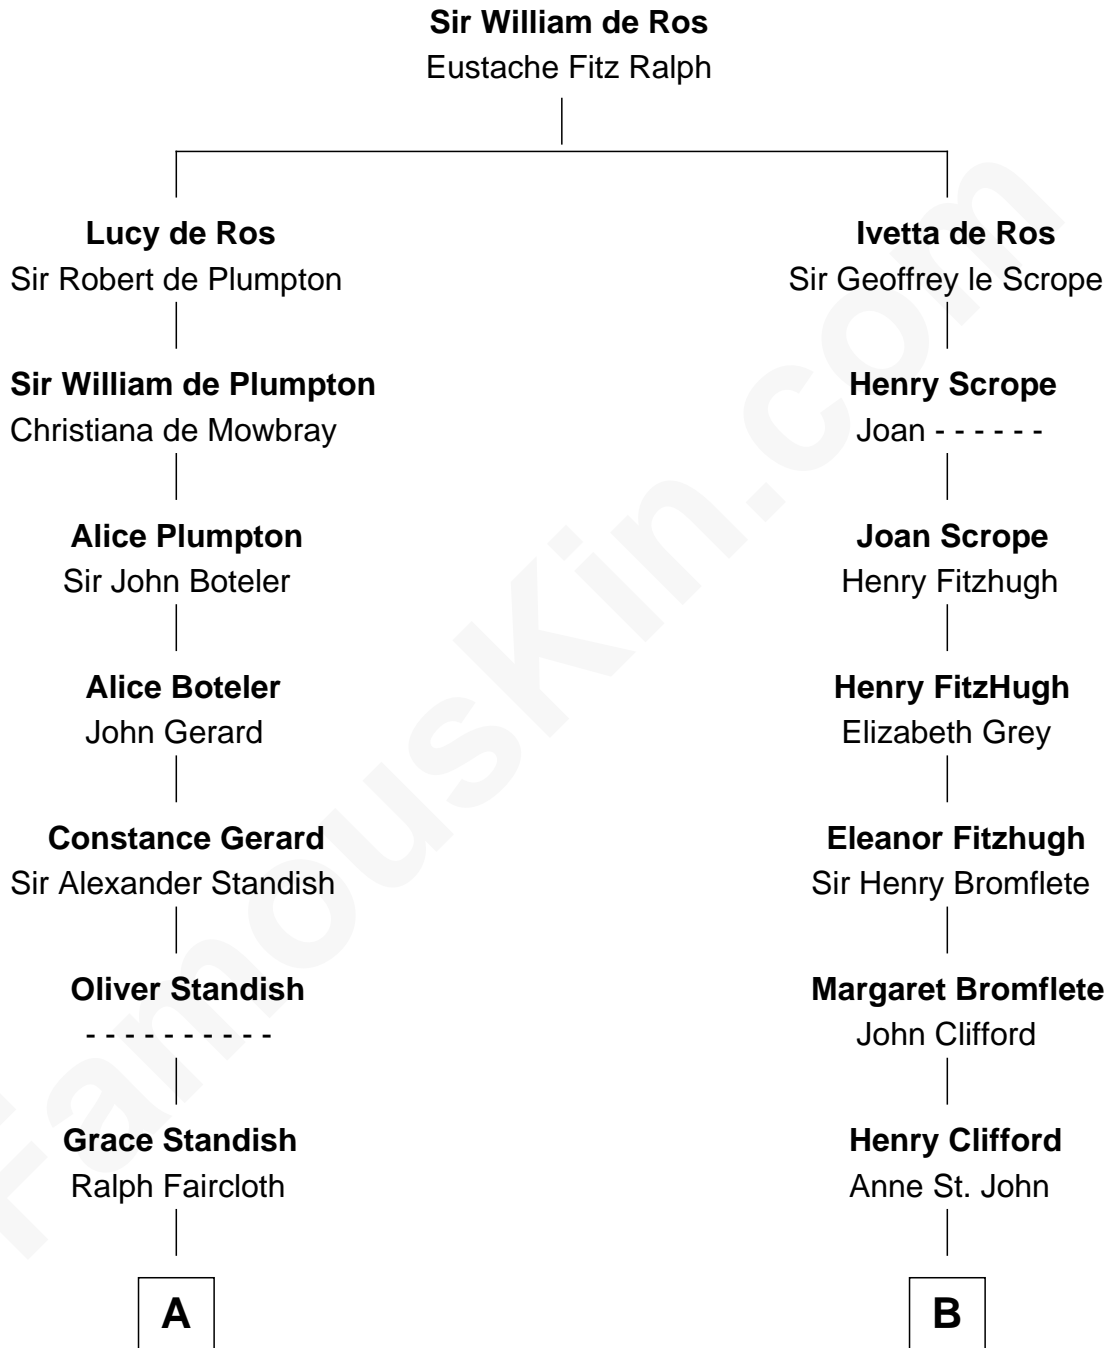 Sir William de Ros
Eustache Fitz Ralph
Lucy de Ros
Sir Robert de Plumpton
Ivetta de Ros
Sir Geoffrey le Scrope
Sir William de Plumpton
Christiana de Mowbray
Henry Scrope
Joan - - - - - -
Alice Plumpton
Sir John Boteler
Joan Scrope
Henry Fitzhugh
Alice Boteler
John Gerard
Henry FitzHugh
Elizabeth Grey
Constance Gerard
Sir Alexander Standish
Eleanor Fitzhugh
Sir Henry Bromflete
Oliver Standish
- - - - - - - - - -
Margaret Bromflete
John Clifford
Grace Standish
Ralph Faircloth
Henry Clifford
Anne St. John
A
B
FamousKin.com